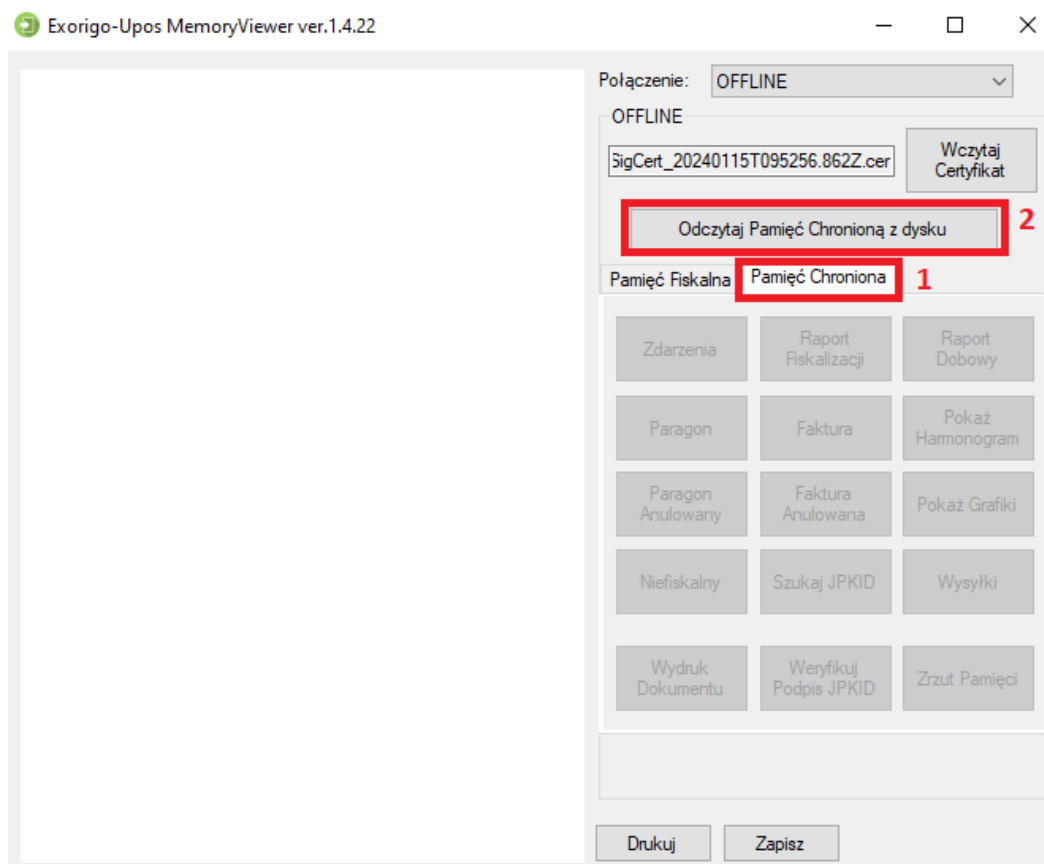 Exorigo-Upos MemoryViewer ver.1.4.22
Połączenie: OFFLINE
OFFLINE
SigCert_20240115T095256.862Z.cer
Wczytaj
Certyfikat
Odczytaj Pamięć Chronioną z dysku
2
Pamięć Fiskalna
Pamięć Chroniona
1
Zdarzenia
Raport
Fiskalizacji
Raport
Dobowy
Paragon
Faktura
Pokaż
Harmonogram
Paragon
Anulowany
Faktura
Anulowana
Pokaż Grafiki
Niefiskalny
Szukaj JPKID
Wysyłki
Wydruk
Dokumentu
Weryfikuj
Podpis JPKID
Zrzut Pamięci
Drukuj
Zapisz